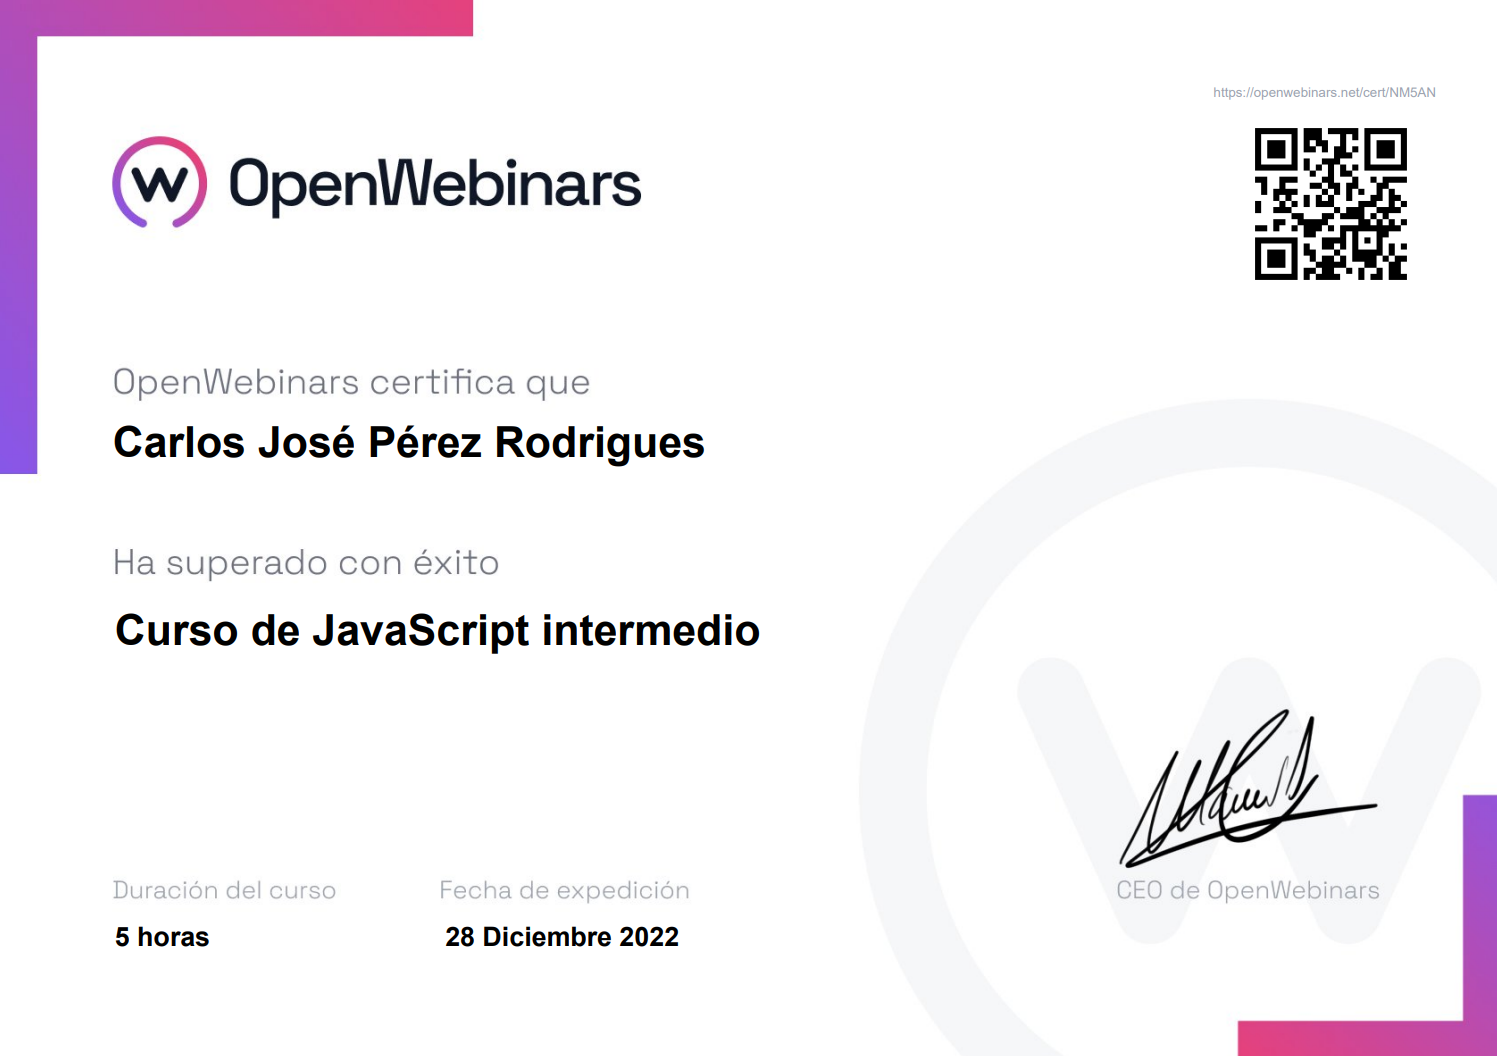 https://openwebinars.net/cert/NM5AN
OpenWebinars
OpenWebinars certifica que
Carlos José Pérez Rodrigues
Ha superado con éxito
Curso de JavaScript intermedio
Duración del curso
Fecha de expedición
CEO de OpenWebinars
5 horas
28 Diciembre 2022